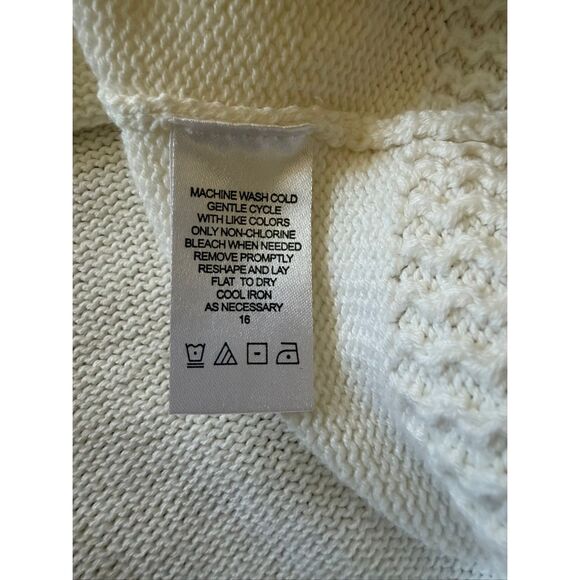 MACHINE WASH COLD
GENTLE CYCLE
WITH LIKE COLORS
ONLY NON-CHLORINE
BLEACH WHEN NEEDED
REMOVE PROMPTLY
RESHAPE AND LAY
FLAT TO DRY
COOL IRON
AS NECESSARY
16